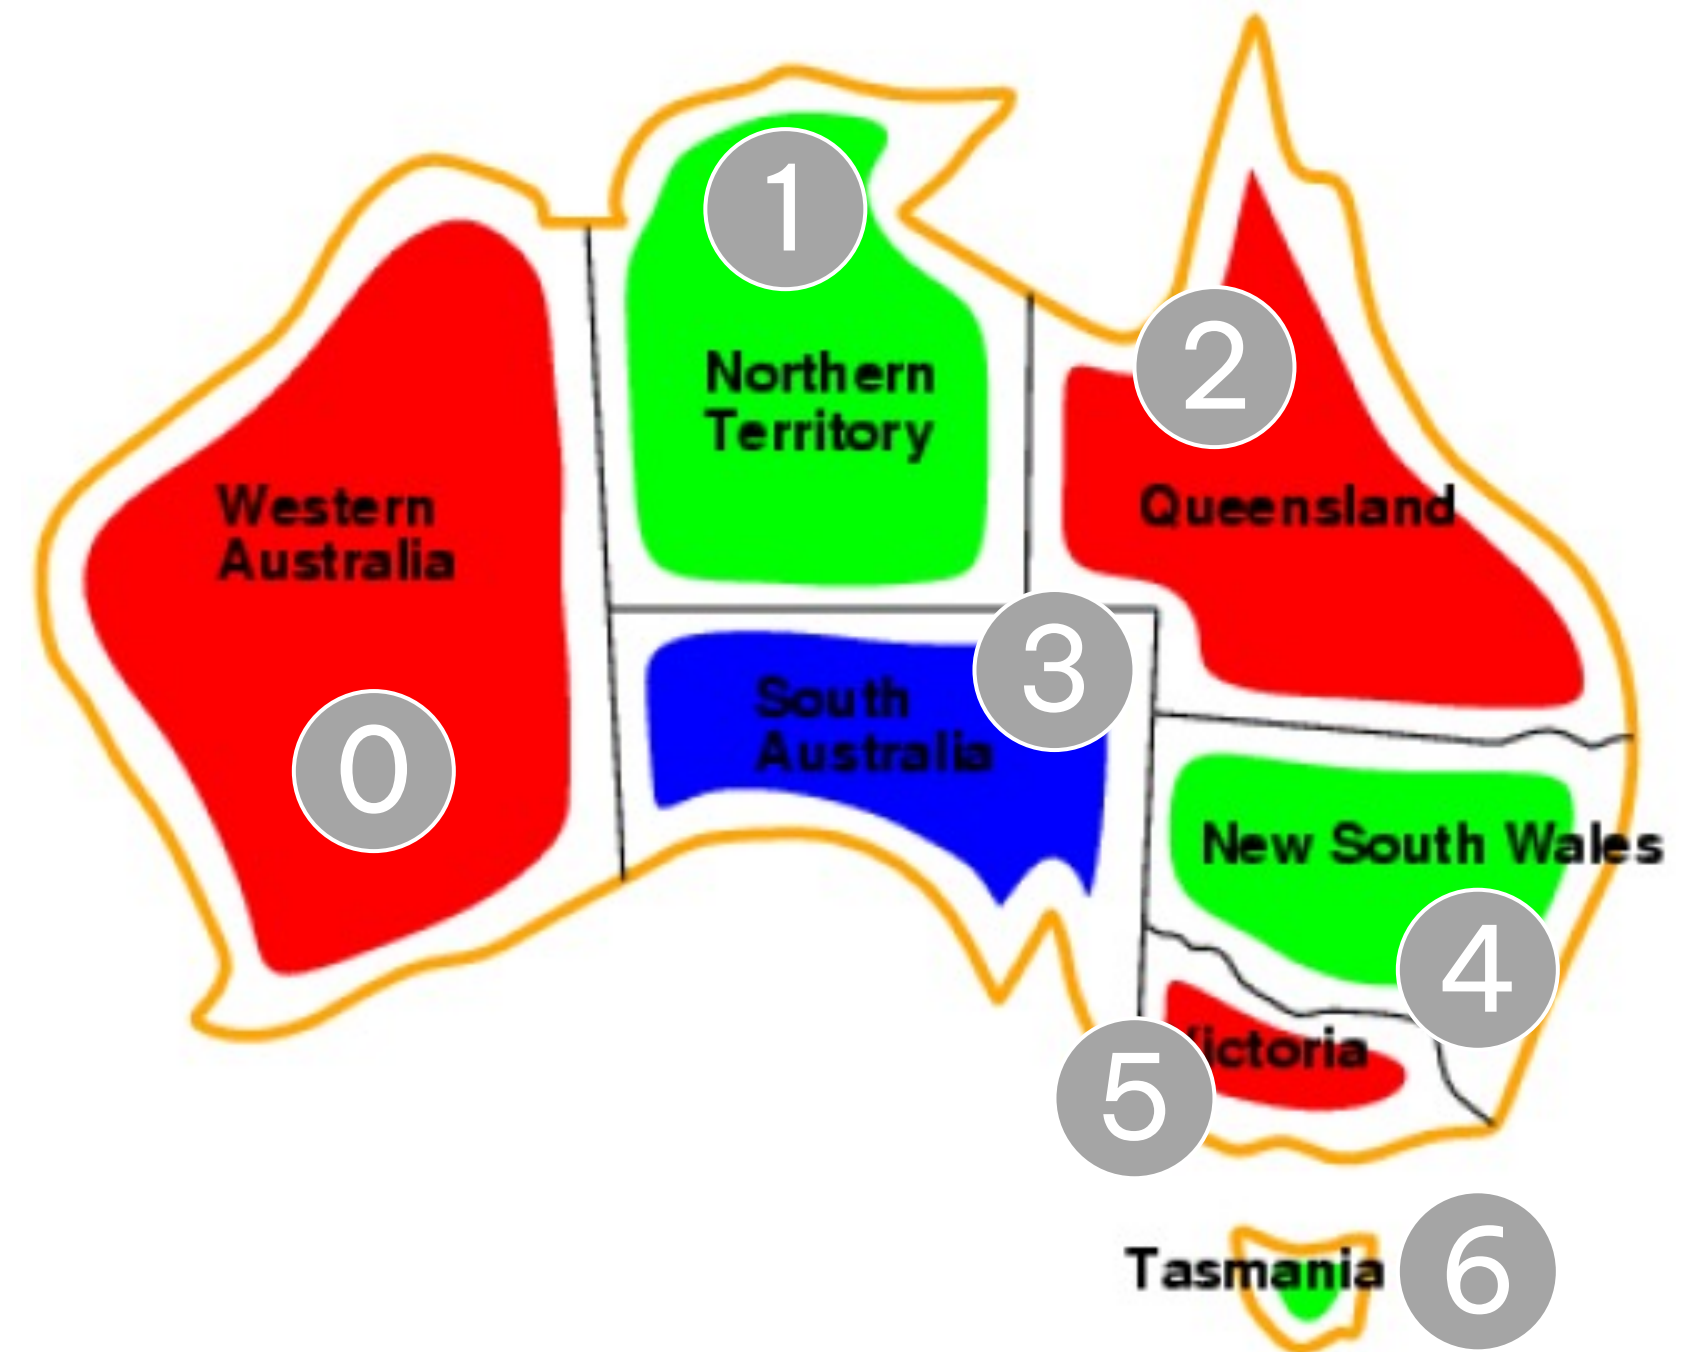 1
2
Northern
Territory
Western
Australia
Queensland
3
South
Australia
0
New South Wales
4
ictoria
5
Tasmania
6